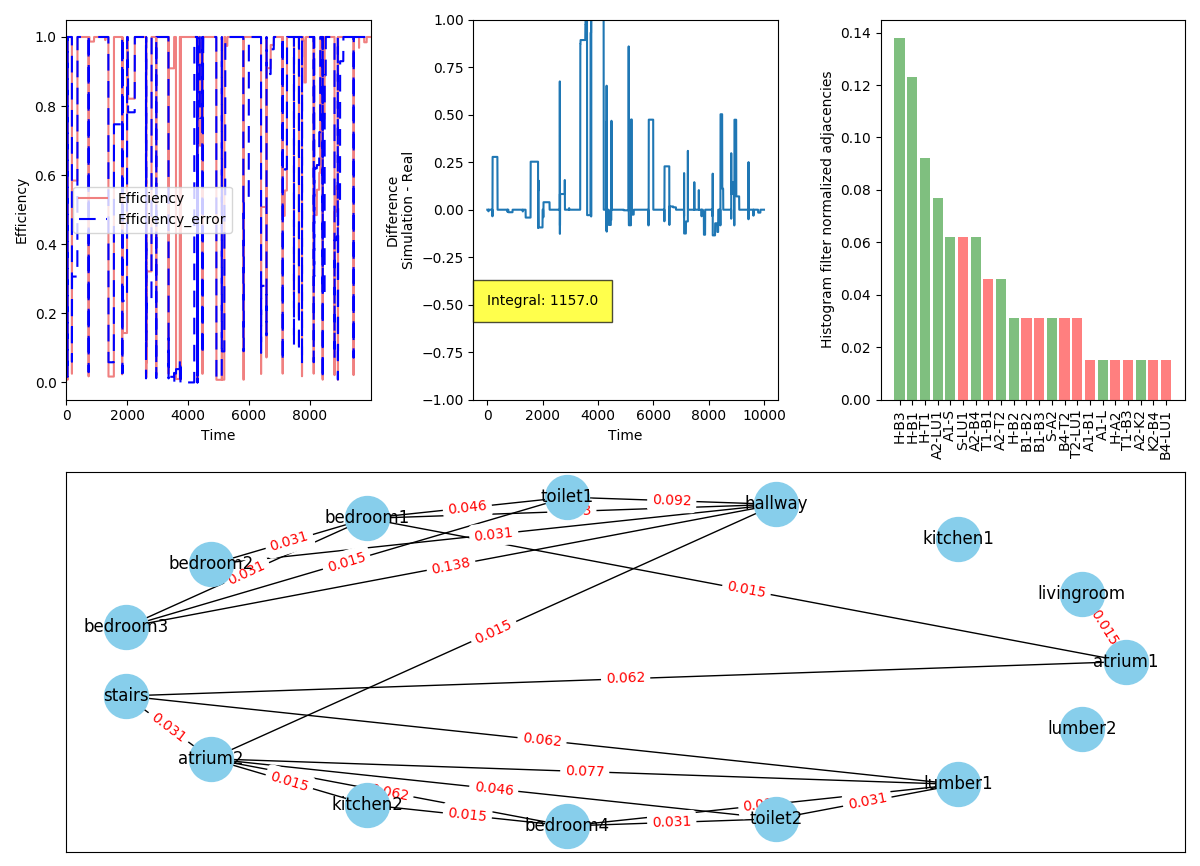 1.0
0.8
0.6
0.4
0.2
0.0
Efficiency
Efficiency
Efficiency_error
0
2000
4000
6000
8000
Time
1.00
0.75
0.50
0.25
0.00
−0.25
−0.50
−0.75
−1.00
Difference
Simulation - Real
Integral: 1157.0
0
2000
4000
6000
8000
10000
Time
0.14
0.12
0.10
0.08
0.06
0.04
0.02
0.00
Histogram filter normalized adjacencies
H-B3
H-B1
H-T1
A2-LU1
A1-S
S-LU1
A2-B4
T1-B1
A2-T2
H-B2
B1-B2
B1-B3
S-A2
B4-T2
T2-LU1
A1-B1
A1-L
H-A2
T1-B3
A2-K2
K2-B4
B4-LU1
toilet1
hallway
bedroom1
0.046
0.092
kitchen1
bedroom2
0.031
0.031
0.031
0.015
0.138
0.015
livingroom
bedroom3
0.015
0.015
atrium1
stairs
0.062
0.031
lumber2
atrium2
0.062
0.077
0.015
0.062
0.046
lumber1
kitchen2
0.015
0.031
0.031
toilet2
bedroom4